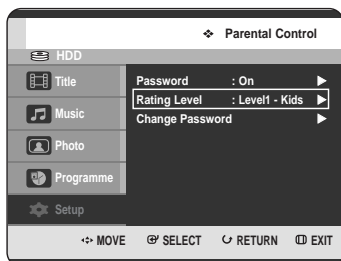 ❖ Parental Control
HDD
Title
Password : On ▶
Rating Level : Level1 - Kids ▶
Music
Change Password ▶
Photo
Programme
Setup
MOVE SELECT RETURN EXIT